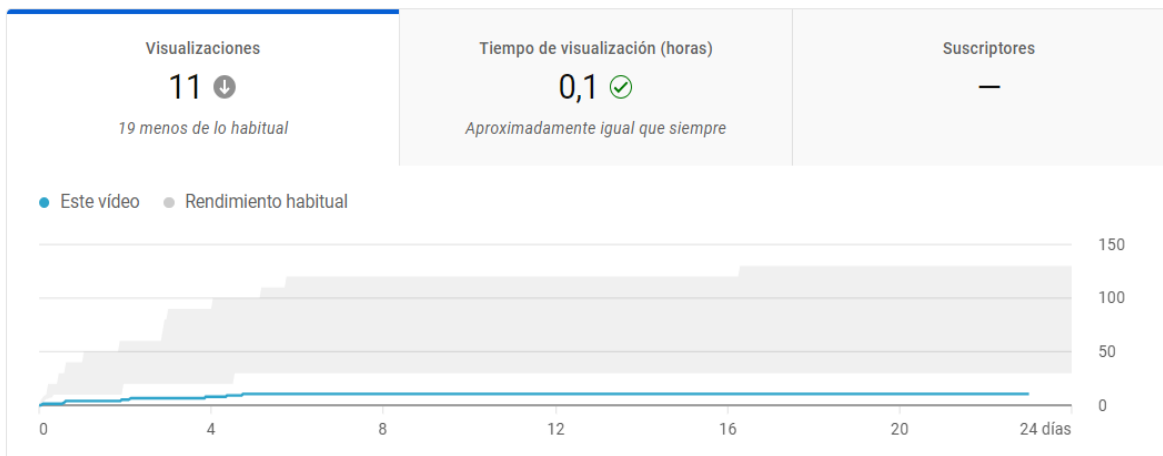 Visualizaciones
11
19 menos de lo habitual
Tiempo de visualización (horas)
0,1
Aproximadamente igual que siempre
Suscriptores
—
Este vídeo
Rendimiento habitual
150
100
50
0
0 4 8 12 16 20 24 días